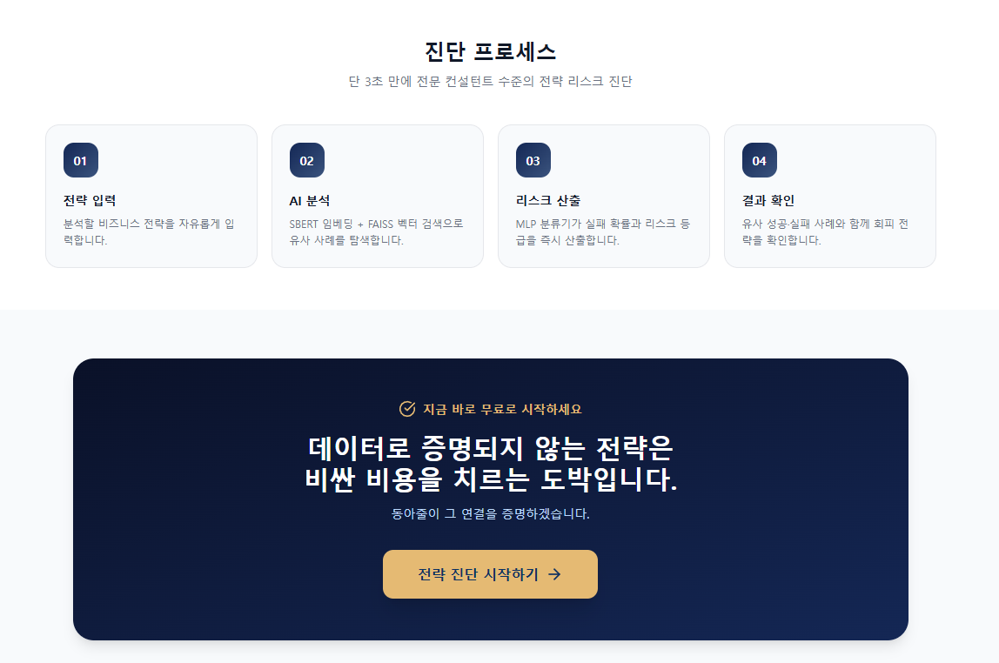 진단 프로세스
단 3초 만에 전문 컨설턴트 수준의 전략 리스크 진단
01
전략 입력
분석할 비즈니스 전략을 자유롭게 입
력합니다.
02
AI 분석
SBERT 임베딩 + FAISS 벡터 검색으로
유사 사례를 탐색합니다.
03
리스크 산출
MLP 분류기가 실패 확률과 리스크 등
급을 즉시 산출합니다.
04
결과 확인
유사 성공·실패 사례와 함께 회피 전
략을 확인합니다.
지금 바로 무료로 시작하세요
데이터로 증명되지 않는 전략은
비싼 비용을 치르는 도박입니다.
동아줄이 그 연결을 증명하겠습니다.
전략 진단 시작하기 →